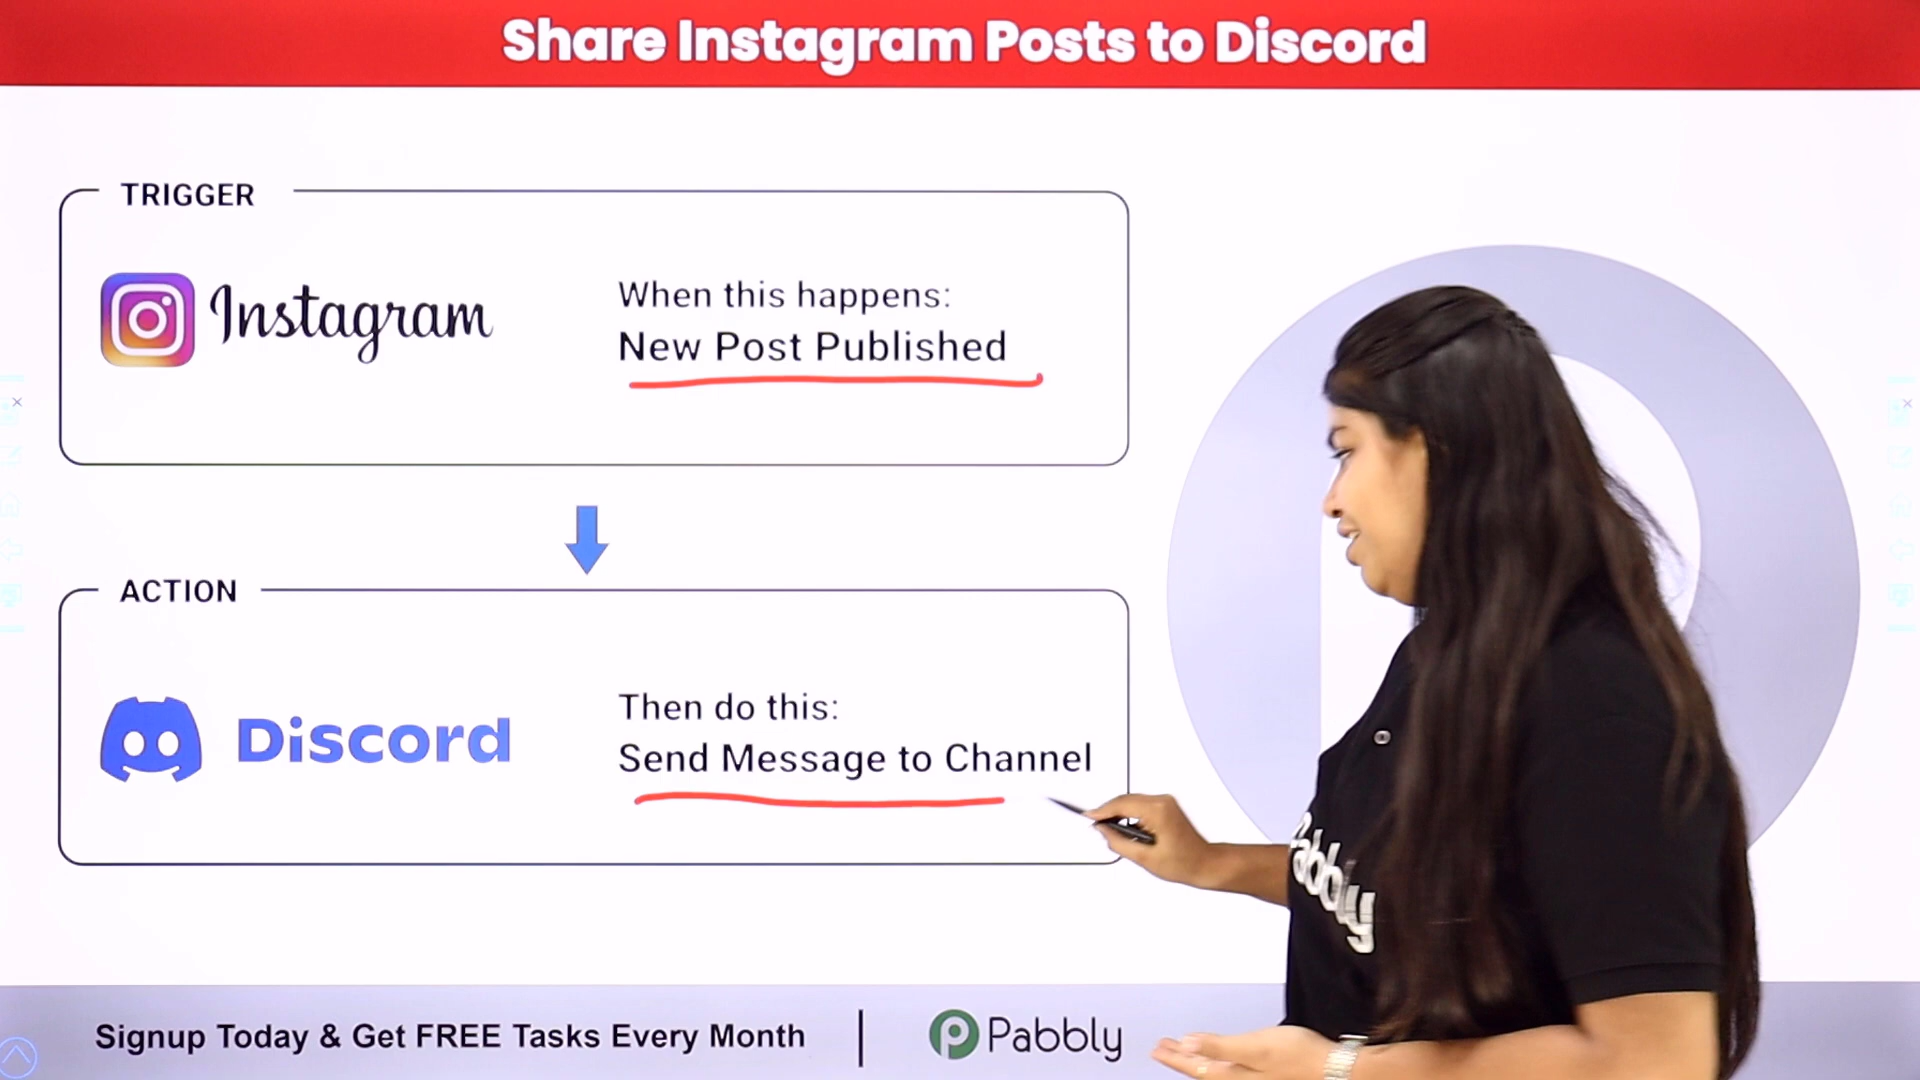 Share Instagram Posts to Discord
TRIGGER
Instagram
When this happens:
New Post Published
ACTION
Discord
Then do this:
Send Message to Channel
Pabbly
Signup Today & Get FREE Tasks Every Month
Pabbly